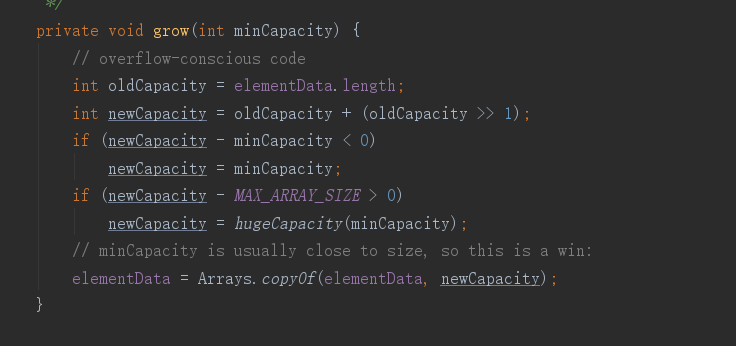 */
private void grow(int minCapacity) {
// overflow-conscious code
int oldCapacity = elementData.length;
int newCapacity = oldCapacity + (oldCapacity >> 1);
if (newCapacity - minCapacity < 0)
newCapacity = minCapacity;
if (newCapacity - MAX_ARRAY_SIZE > 0)
newCapacity = hugeCapacity(minCapacity);
// minCapacity is usually close to size, so this is a win:
elementData = Arrays.copyOf(elementData, newCapacity);
}